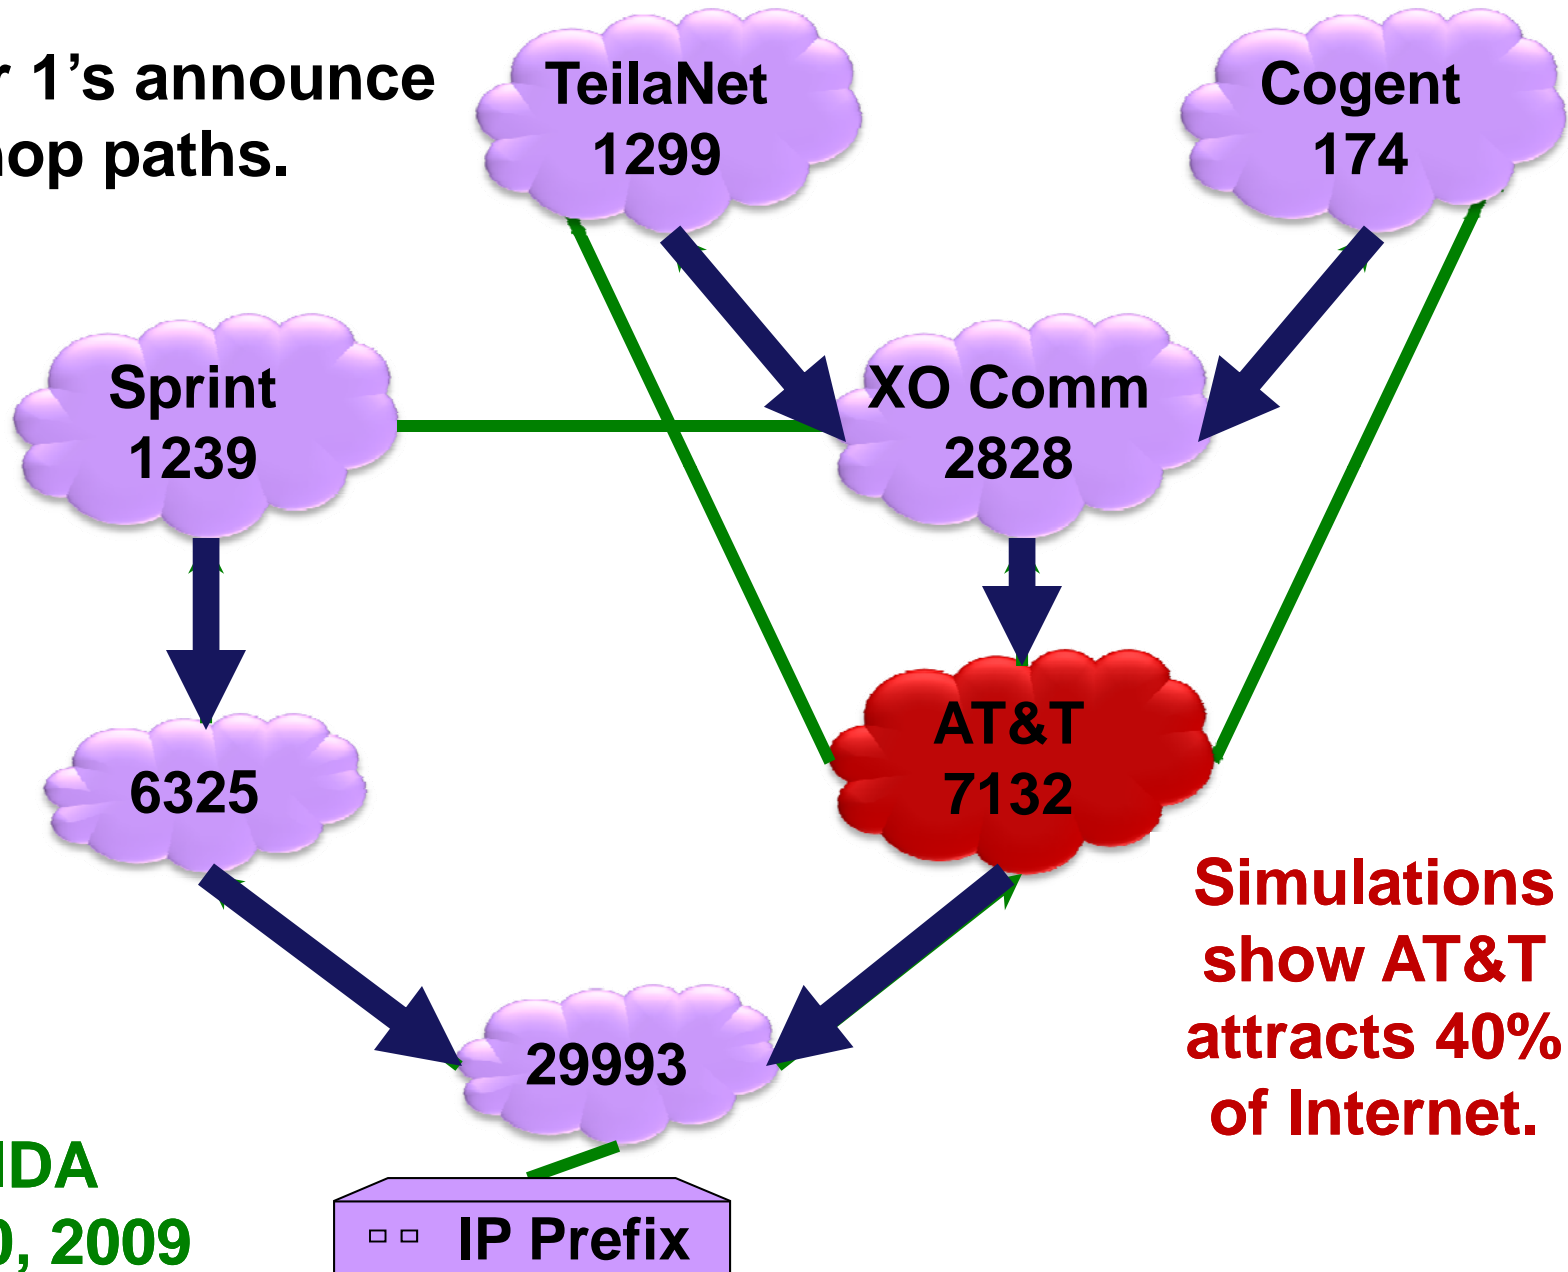 r 1's announce
hop paths.
TeilaNet
1299
Cogent
174
Sprint
1239
XO Comm
2828
6325
AT&T
7132
Simulations
show AT&T
attracts 40%
of Internet.
29993
IDA
0, 2009
IP Prefix